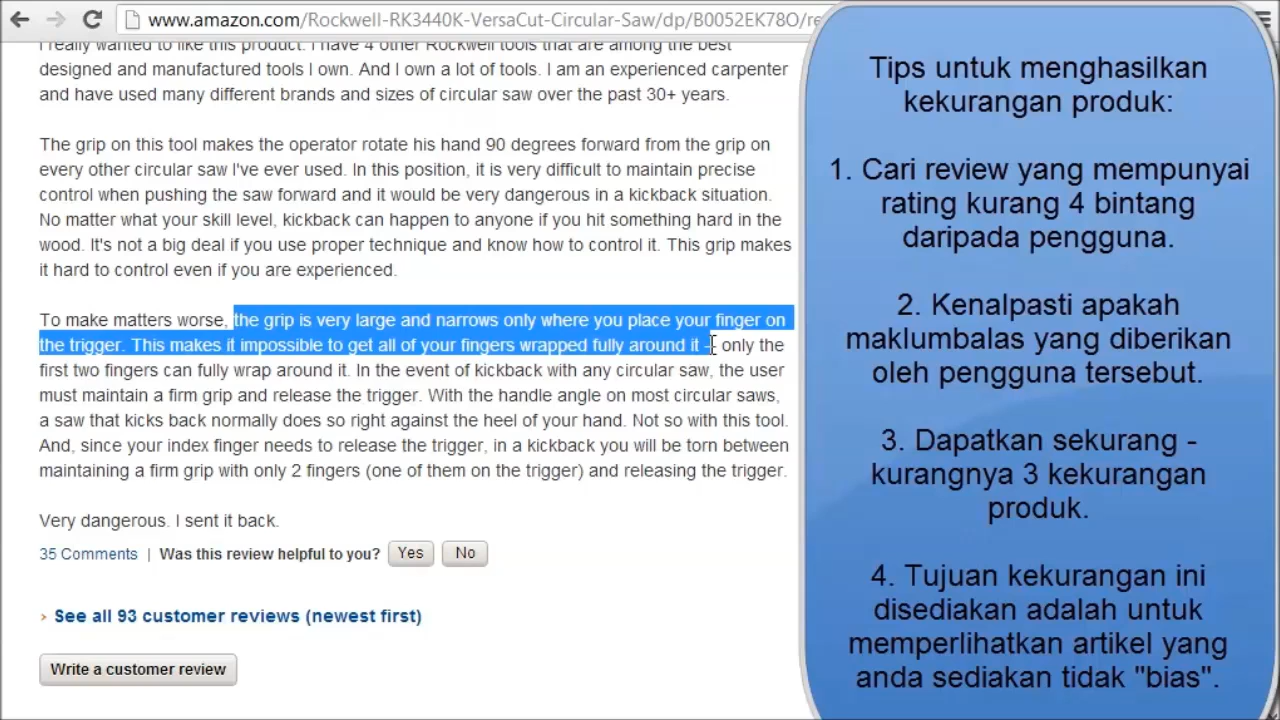 www.amazon.com/Rockwell-RK3440K-VersaCut-Circular-Saw/dp/B0052EK78O/re
I really wanted to like this product. I have 4 other Rockwell tools that are among the best
designed and manufactured tools I own. And I own a lot of tools. I am an experienced carpenter
and have used many different brands and sizes of circular saw over the past 30+ years.
The grip on this tool makes the operator rotate his hand 90 degrees forward from the grip on
every other circular saw I've ever used. In this position, it is very difficult to maintain precise
control when pushing the saw forward and it would be very dangerous in a kickback situation.
No matter what your skill level, kickback can happen to anyone if you hit something hard in the
wood. It's not a big deal if you use proper technique and know how to control it. This grip makes
it hard to control even if you are experienced.
To make matters worse, the grip is very large and narrows only where you place your finger on
the trigger. This makes it impossible to get all of your fingers wrapped fully around it -- only the
first two fingers can fully wrap around it. In the event of kickback with any circular saw, the user
must maintain a firm grip and release the trigger. With the handle angle on most circular saws,
a saw that kicks back normally does so right against the heel of your hand. Not so with this tool.
And, since your index finger needs to release the trigger, in a kickback you will be torn between
maintaining a firm grip with only 2 fingers (one of them on the trigger) and releasing the trigger.
Very dangerous. I sent it back.
35 Comments | Was this review helpful to you? Yes No
› See all 93 customer reviews (newest first)
Write a customer review
Tips untuk menghasilkan
kekurangan produk:
1. Cari review yang mempunyai
rating kurang 4 bintang
daripada pengguna.
2. Kenalpasti apakah
maklumbalas yang diberikan
oleh pengguna tersebut.
3. Dapatkan sekurang -
kurangnya 3 kekurangan
produk.
4. Tujuan kekurangan ini
disediakan adalah untuk
memperlihatkan artikel yang
anda sediakan tidak "bias".